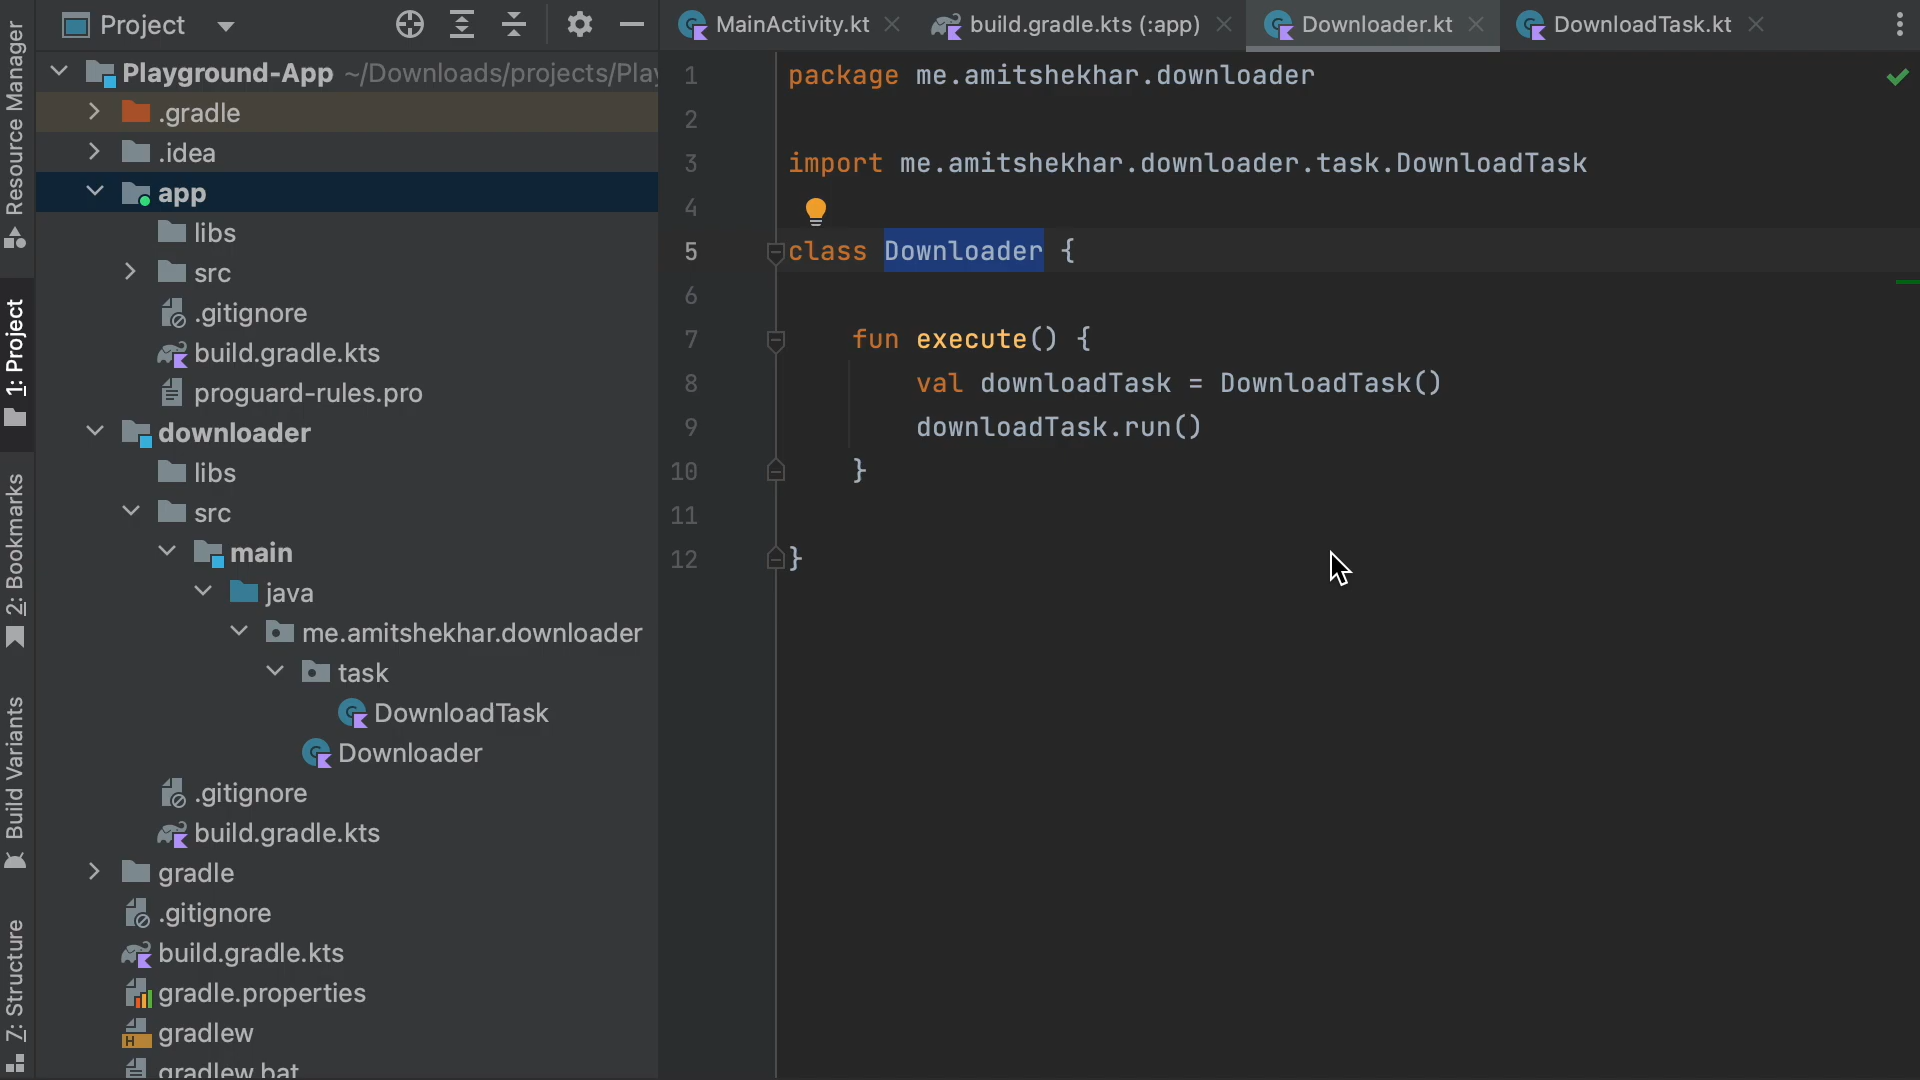 Project
MainActivity.kt
build.gradle.kts (:app)
Downloader.kt
DownloadTask.kt
Resource Manager
1: Project
2: Bookmarks
Build Variants
7: Structure
Playground-App ~/Downloads/projects/Play
.gradle
.idea
app
libs
src
.gitignore
build.gradle.kts
proguard-rules.pro
downloader
libs
src
main
java
me.amitshekhar.downloader
task
DownloadTask
Downloader
.gitignore
build.gradle.kts
gradle
.gitignore
build.gradle.kts
gradle.properties
gradlew
gradlew.bat
1 package me.amitshekhar.downloader
2
3 import me.amitshekhar.downloader.task.DownloadTask
4
5 class Downloader {
6
7 fun execute() {
8 val downloadTask = DownloadTask()
9 downloadTask.run()
10 }
11
12 }